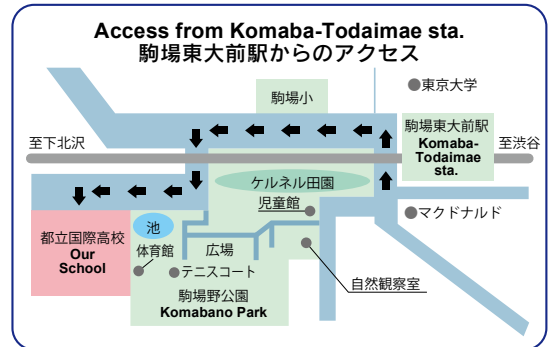 Access from Komaba-Todaimae sta.
駒場東大前駅からのアクセス
東京大学
駒場小
駒場東大前駅
Komaba-
Todaimae
sta.
至下北沢
至渋谷
ケルネル田園
児童館
マクドナルド
池
都立国際高校
Our
School
体育館
広場
テニスコート
自然観察室
駒場野公園
Komabano Park